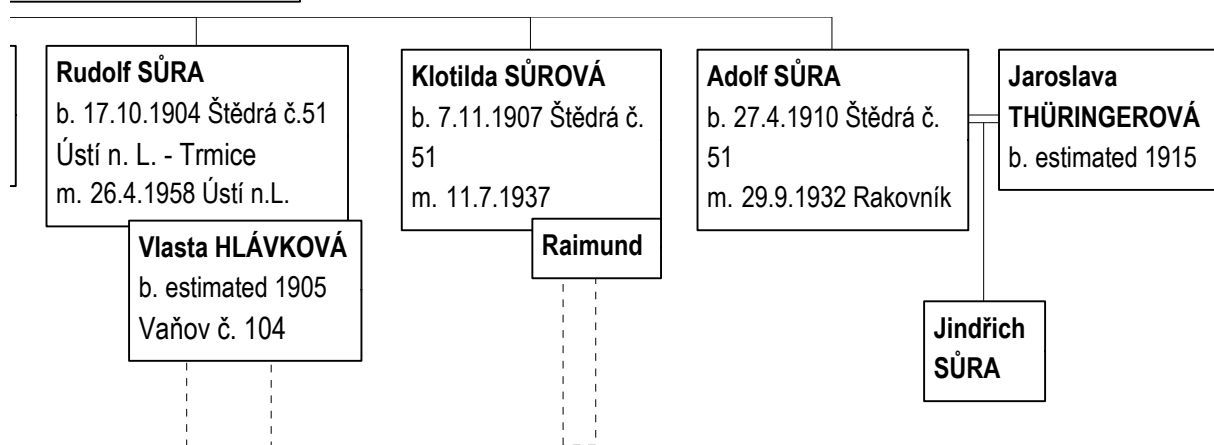 Rudolf SŮRA
b. 17.10.1904 Štědrá č.51
Ústí n. L. - Trmice
m. 26.4.1958 Ústí n.L.
Vlasta HLÁVKOVÁ
b. estimated 1905
Vaňov č. 104
Klotilda SŮROVÁ
b. 7.11.1907 Štědrá č.
51
m. 11.7.1937
Raimund
Adolf SŮRA
b. 27.4.1910 Štědrá č.
51
m. 29.9.1932 Rakovník
Jaroslava
THÜRINGEROVÁ
b. estimated 1915
Jindřich
SŮRA